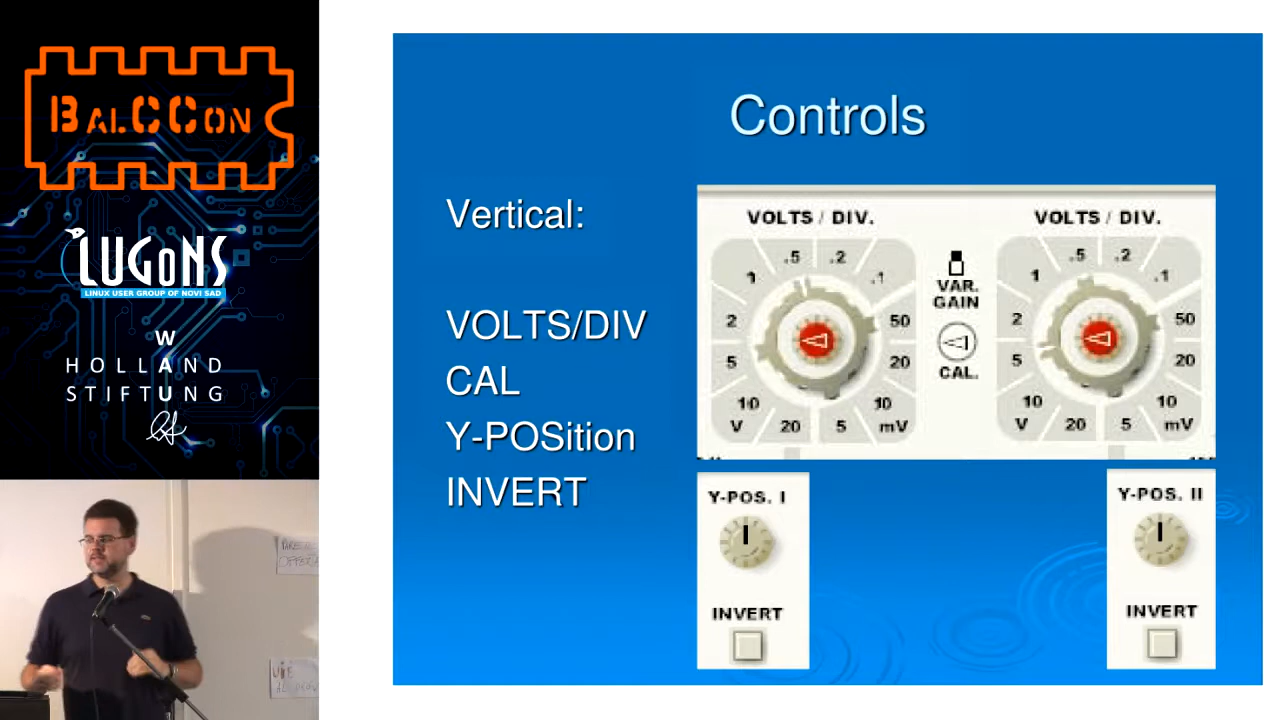 BALCCON
LUGONS
LINUX USER GROUP OF NOVI SAD
W
HOLLAND
STIFTUNG
Controls
Vertical:
VOLTS/DIV
CAL
Y-POSition
INVERT
VOLTS / DIV.
.5 .2
1 .1
2 50
5 20
10 10
V 20 5 mV
VAR.
GAIN
CAL.
VOLTS / DIV.
.5 .2
1 .1
2 50
5 20
10 10
V 20 5 mV
Y-POS. I
INVERT
Y-POS. II
INVERT